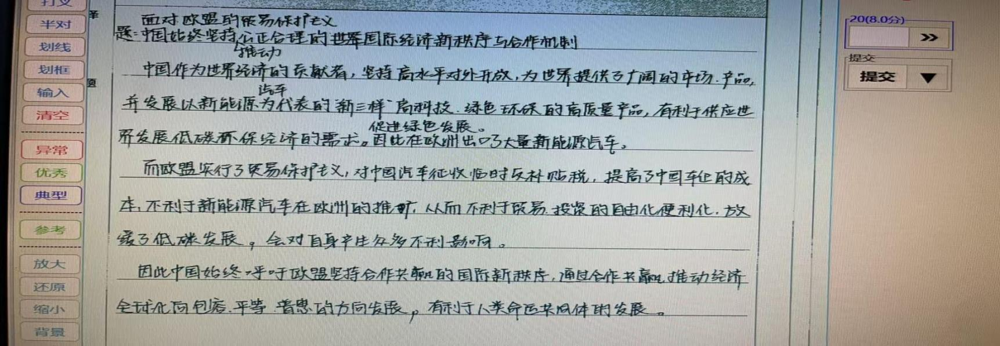 打叉
半对
划线
划框
输入
清空
异常
优秀
典型
参考
放大
还原
缩小
背景
择
题
面对欧盟的贸易保护主义
题:中国始终坚持公正合理的世界国际经济新秩序与合作机制
推动
中国作为世界经济的贡献者,坚持高水平对外开放,为世界提供了广阔的市场.产品,
汽车
并发展以新能源为代表的“新三样”高科技.绿色环保的高质量产品,有利于供应世
促进绿色发展。
界发展低碳环保经济的需求。因此在欧洲出口了大量新能源汽车。
而欧盟实行了贸易保护主义,对中国汽车征收临时反补贴税,提高了中国车企的成
本,不利于新能源汽车在欧洲的推广,从而不利于贸易.投资的自由化便利化.放
缓了低碳发展,会对自身产生众多不利影响。
因此中国始终呼吁欧盟坚持合作共赢的国际新秩序,通过合作共赢,推动经济
全球化向包容.平等.普惠的方向发展,有利于人类命运共同体的发展。
20(8.0分)
>>
提交
提交